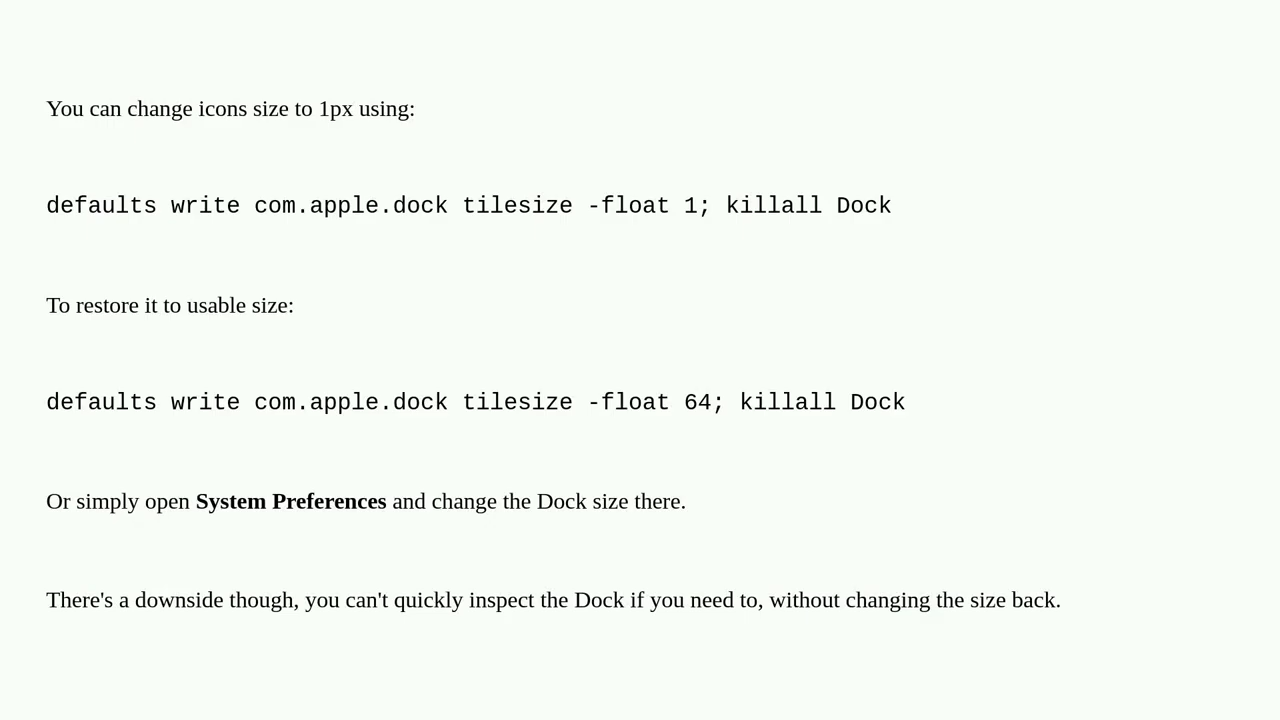 You can change icons size to 1px using:
defaults write com.apple.dock tilesize -float 1; killall Dock
To restore it to usable size:
defaults write com.apple.dock tilesize -float 64; killall Dock
Or simply open System Preferences and change the Dock size there.
There's a downside though, you can't quickly inspect the Dock if you need to, without changing the size back.